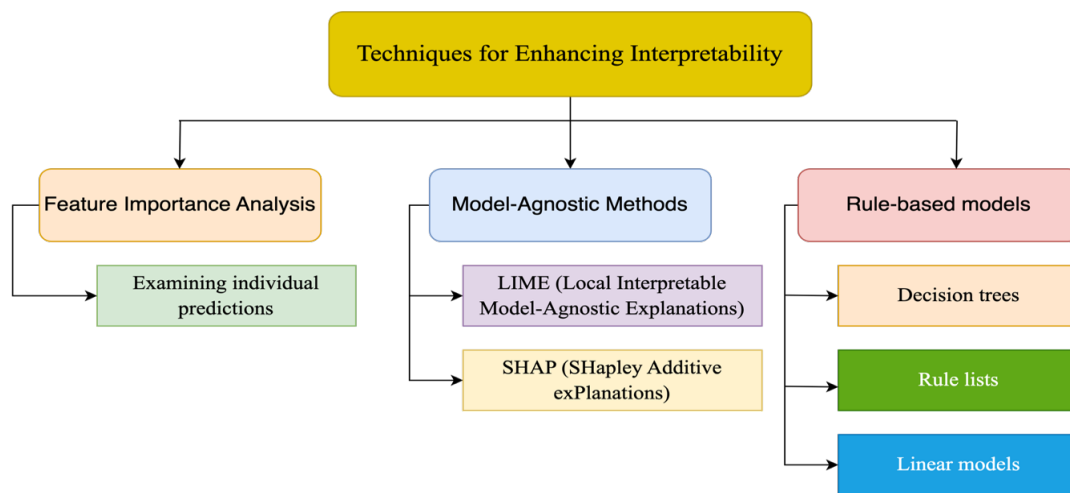 Techniques for Enhancing Interpretability
Feature Importance Analysis
Examining individual
predictions
Model-Agnostic Methods
LIME (Local Interpretable
Model-Agnostic Explanations)
SHAP (SHapley Additive
exPlanations)
Rule-based models
Decision trees
Rule lists
Linear models